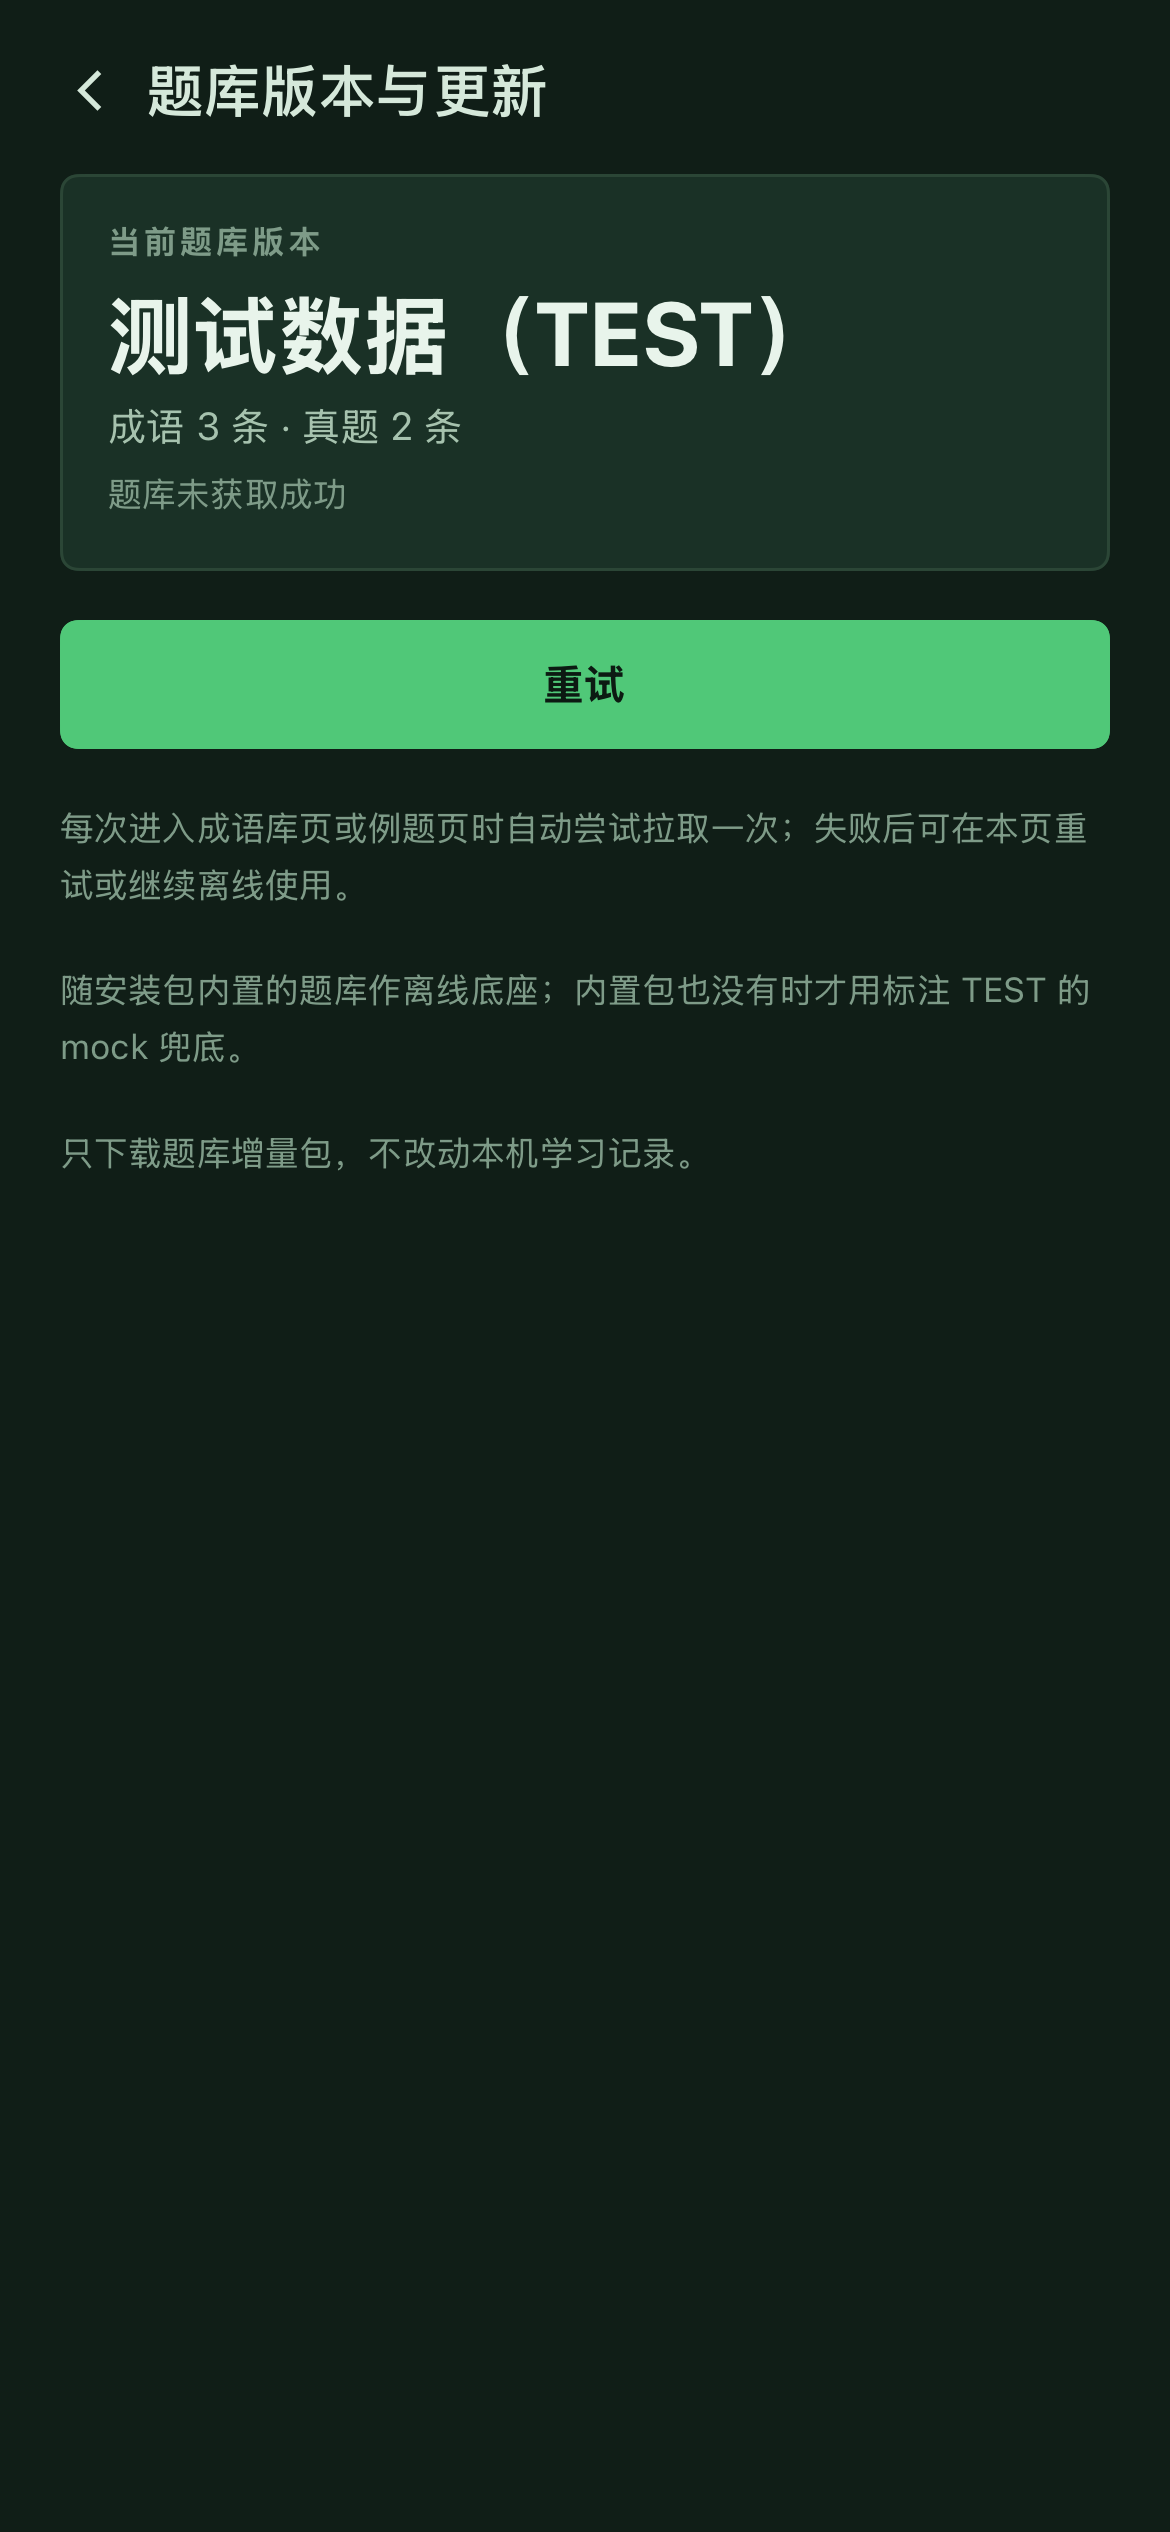 题库版本与更新
当前题库版本
测试数据（TEST）
成语 3 条 · 真题 2 条
题库未获取成功
重试
每次进入成语库页或例题页时自动尝试拉取一次；失败后可在本页重
试或继续离线使用。
随安装包内置的题库作离线底座；内置包也没有时才用标注 TEST 的
mock 兜底。
只下载题库增量包，不改动本机学习记录。